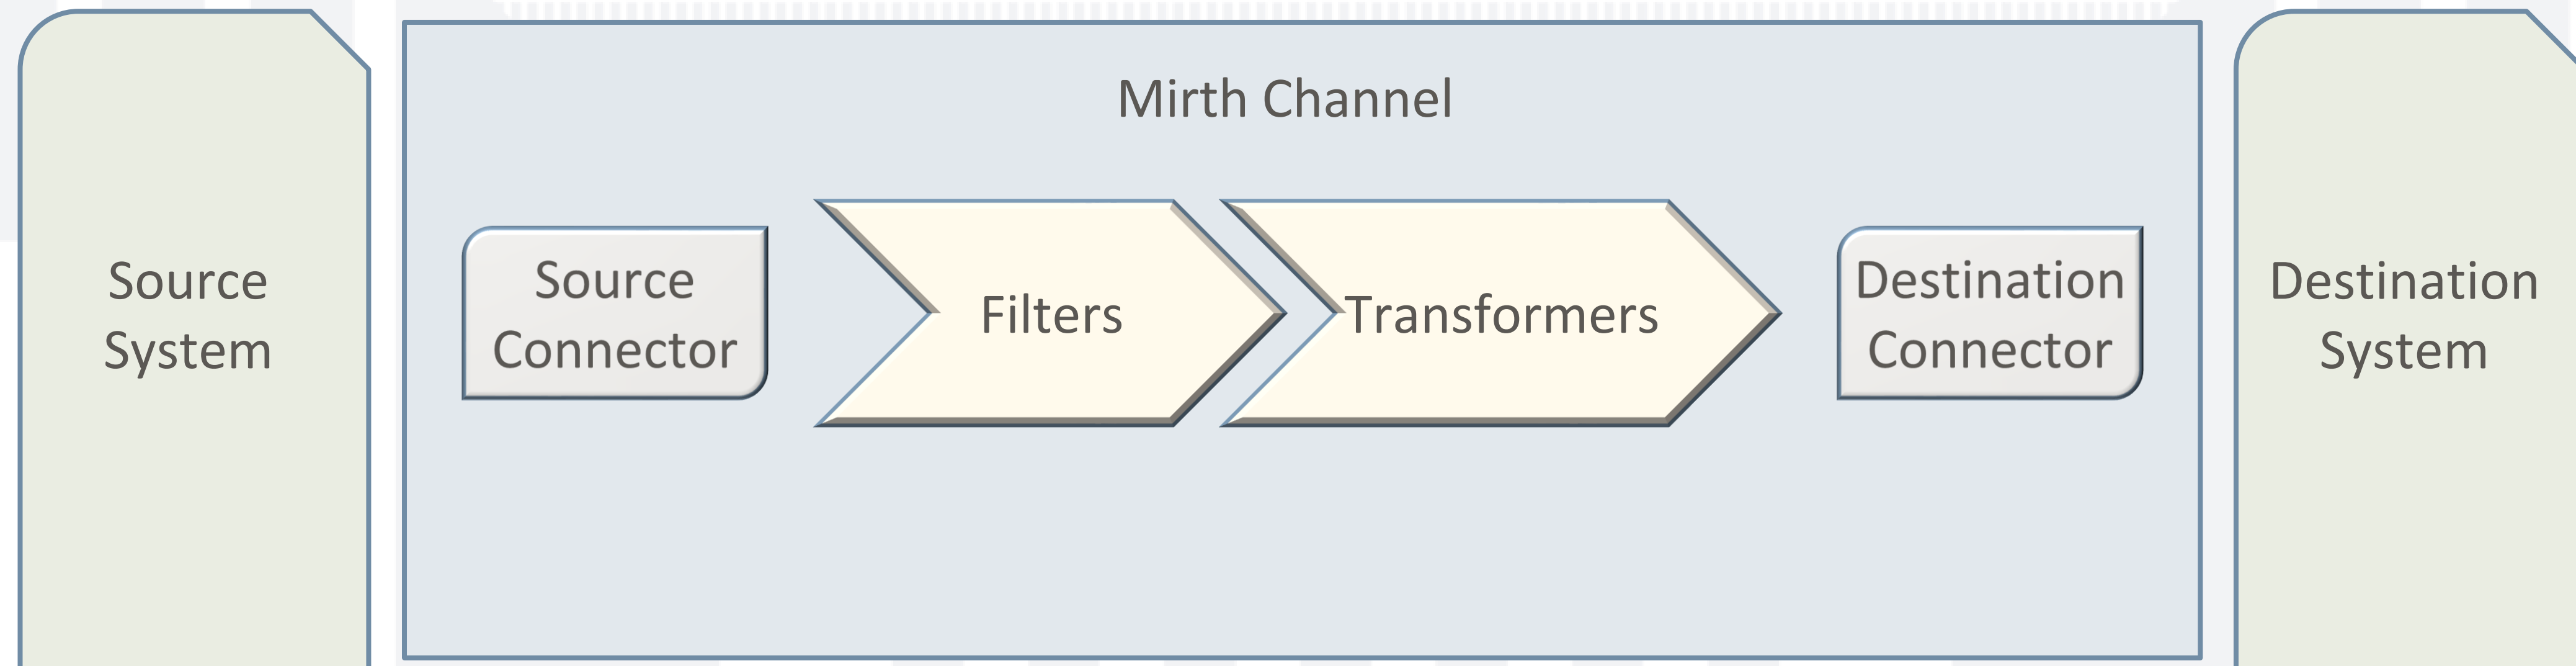 Mirth Channel
Source
System
Source
Connector
Filters
Transformers
Destination
Connector
Destination
System